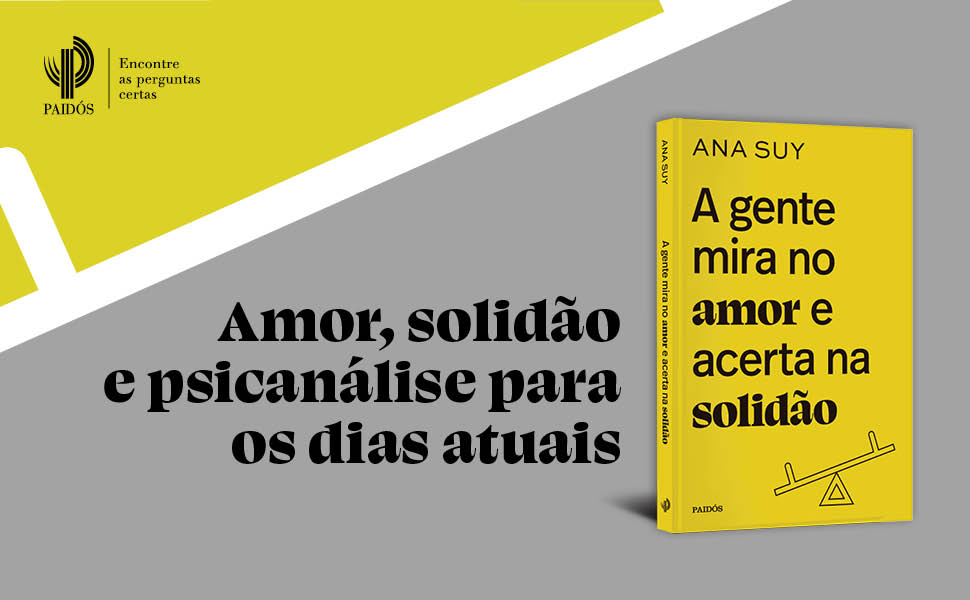 PAIDÓS
Encontre
as perguntas
certas
Amor, solidão
e psicanálise para
os dias atuais
ANA SUY
A gente mira no amor e acerta na solidão
ANA SUY
A gente
mira no
amor e
acerta na
solidão
PAIDÓS